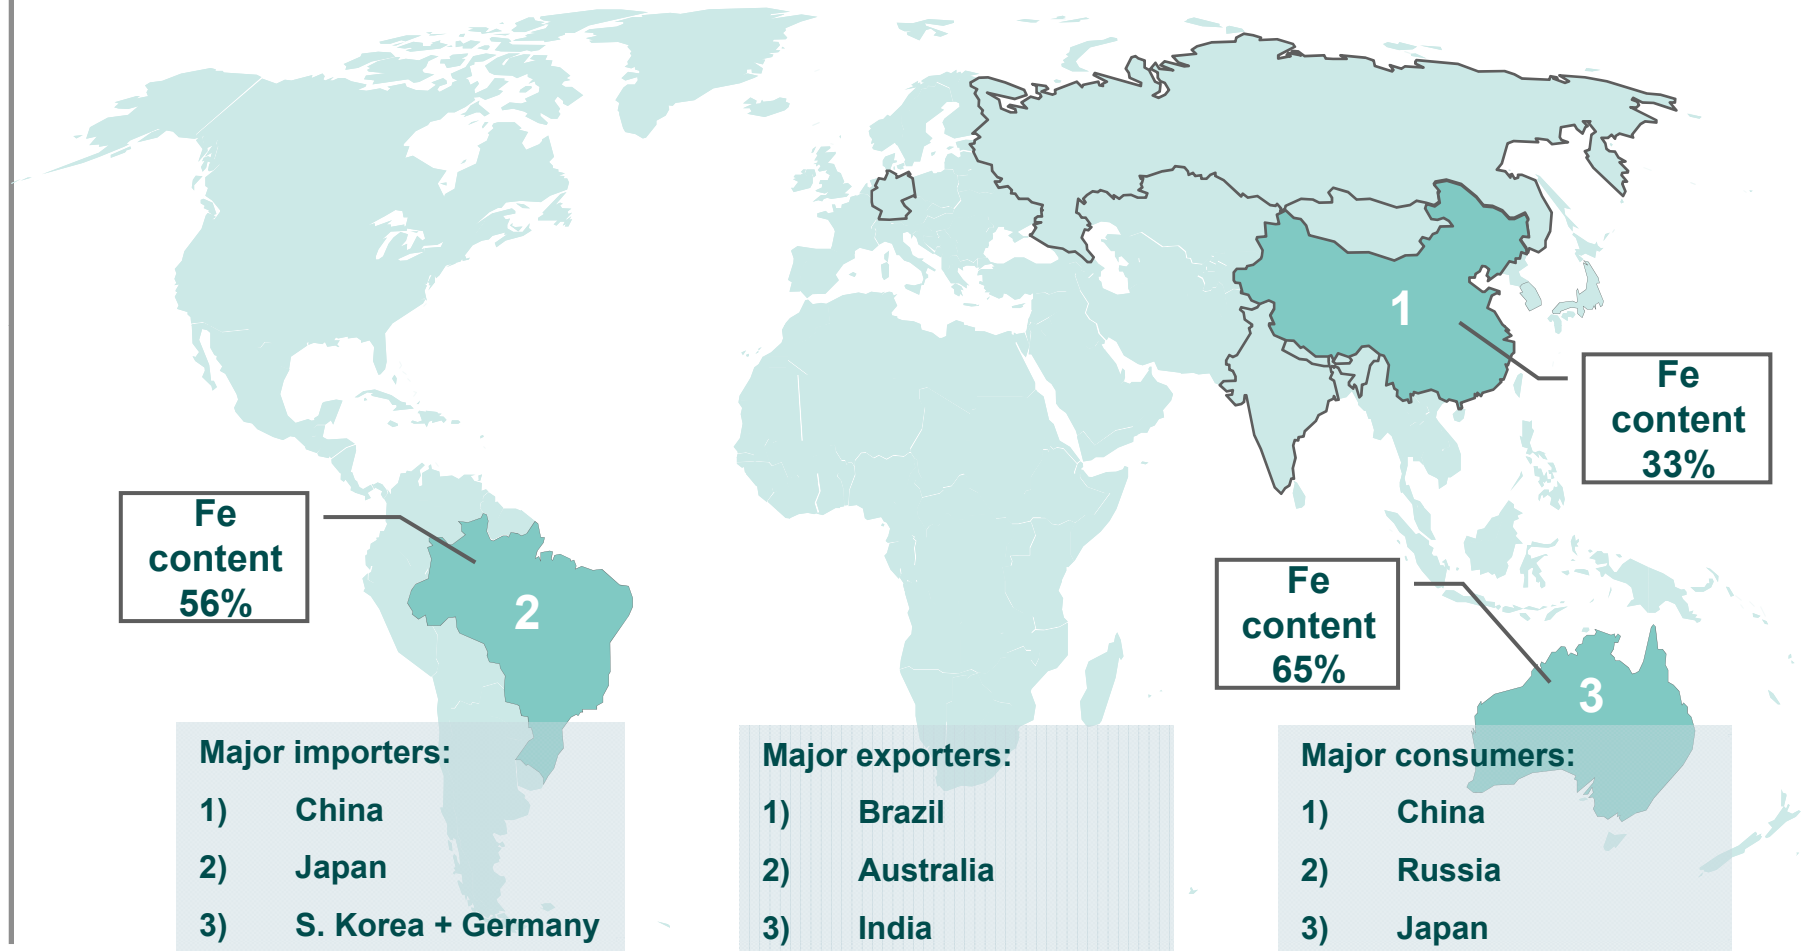 1
Fe
content
33%
Fe
content
56%
2
Fe
content
65%
3
Major importers:
1) China
2) Japan
3) S. Korea + Germany
Major exporters:
1) Brazil
2) Australia
3) India
Major consumers:
1) China
2) Russia
3) Japan